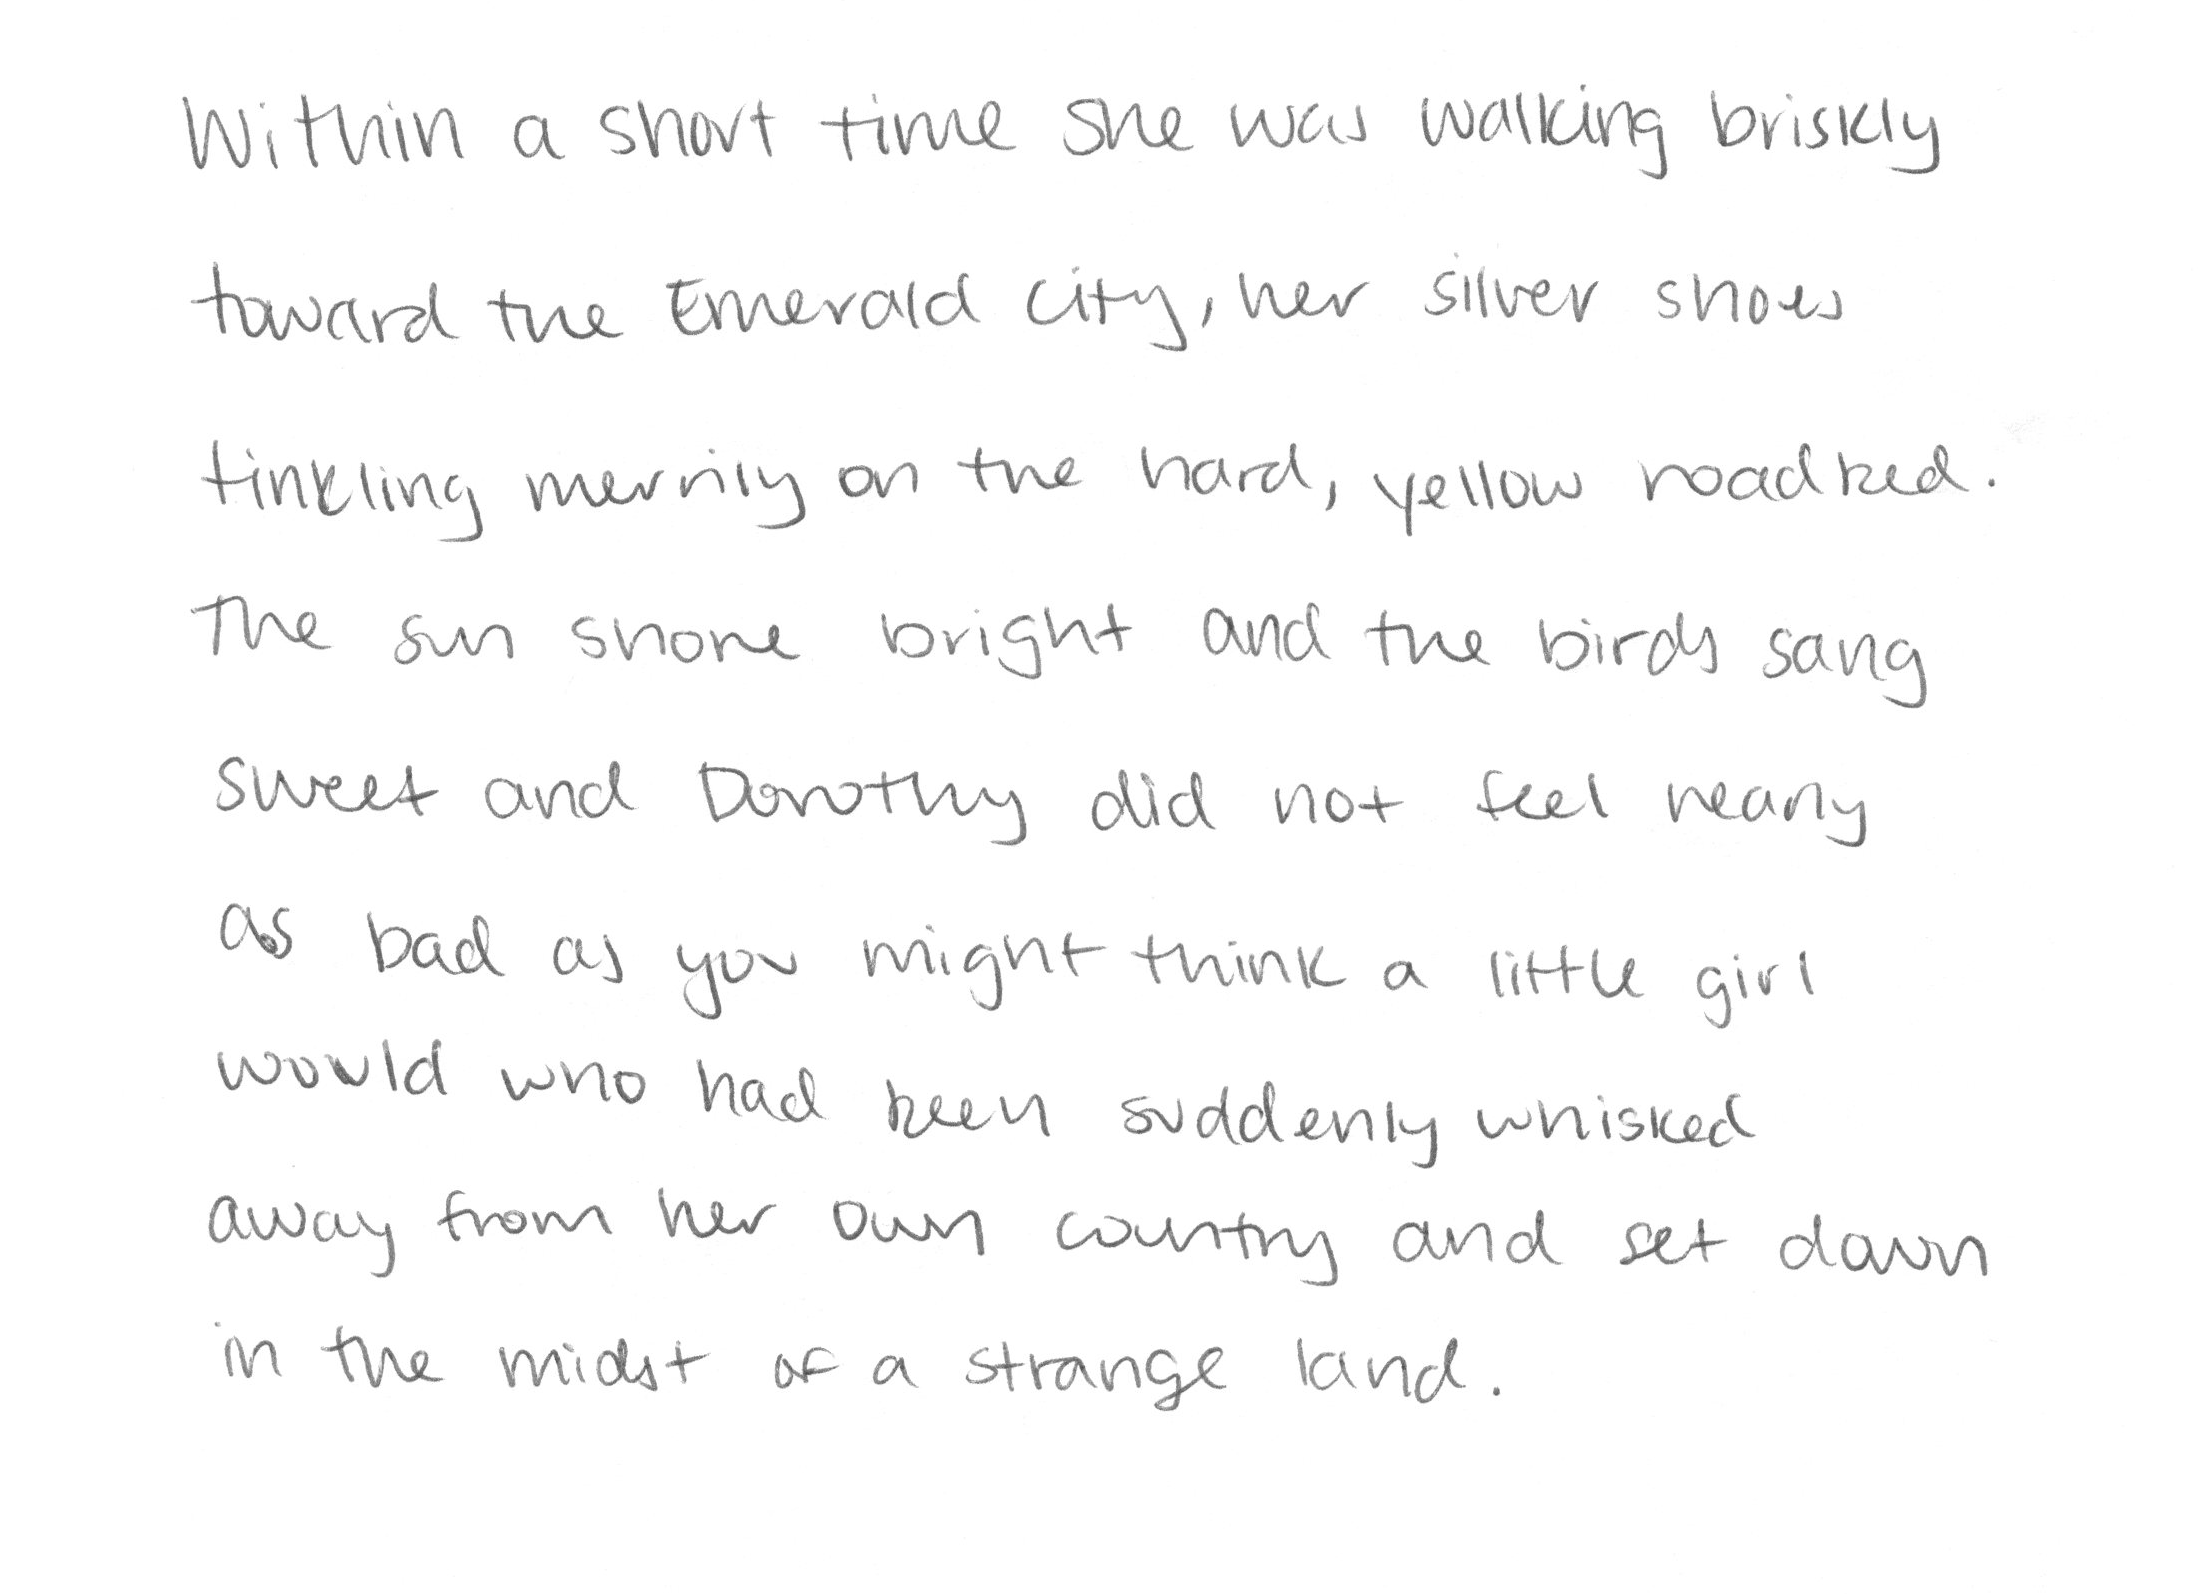 Within a short time she was walking briskly
toward the Emerald City, her silver shoes
tinkling merrily on the hard, yellow roadbed.
The sun shone bright and the birds sang
sweet and Dorothy did not feel nearly
as bad as you might think a little girl
would who had been suddenly whisked
away from her own country and set down
in the midst of a strange land.